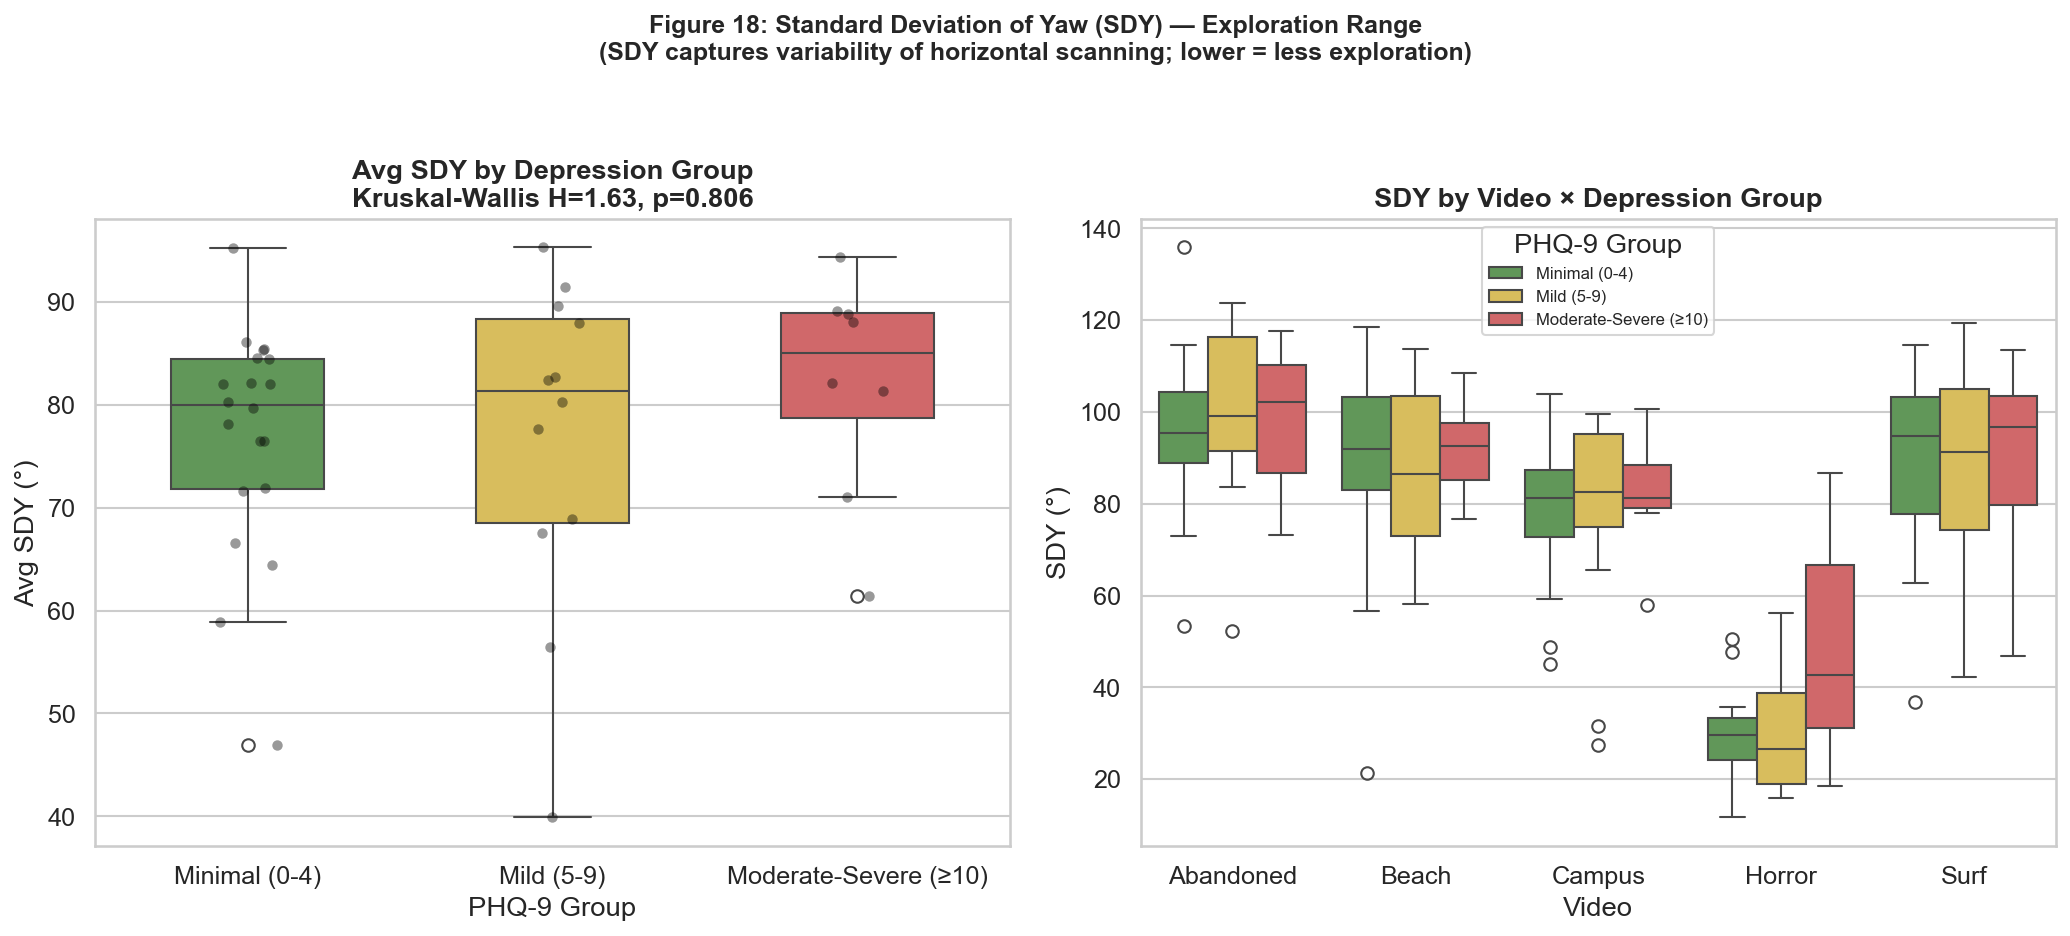 Figure 18: Standard Deviation of Yaw (SDY) — Exploration Range
(SDY captures variability of horizontal scanning; lower = less exploration)
Avg SDY by Depression Group
Kruskal-Wallis H=1.63, p=0.806
Avg SDY (°)
90
80
70
60
50
40
Minimal (0-4)
Mild (5-9)
Moderate-Severe (≥10)
PHQ-9 Group
SDY by Video × Depression Group
SDY (°)
140
120
100
80
60
40
20
PHQ-9 Group
Minimal (0-4)
Mild (5-9)
Moderate-Severe (≥10)
Abandoned
Beach
Campus
Horror
Surf
Video